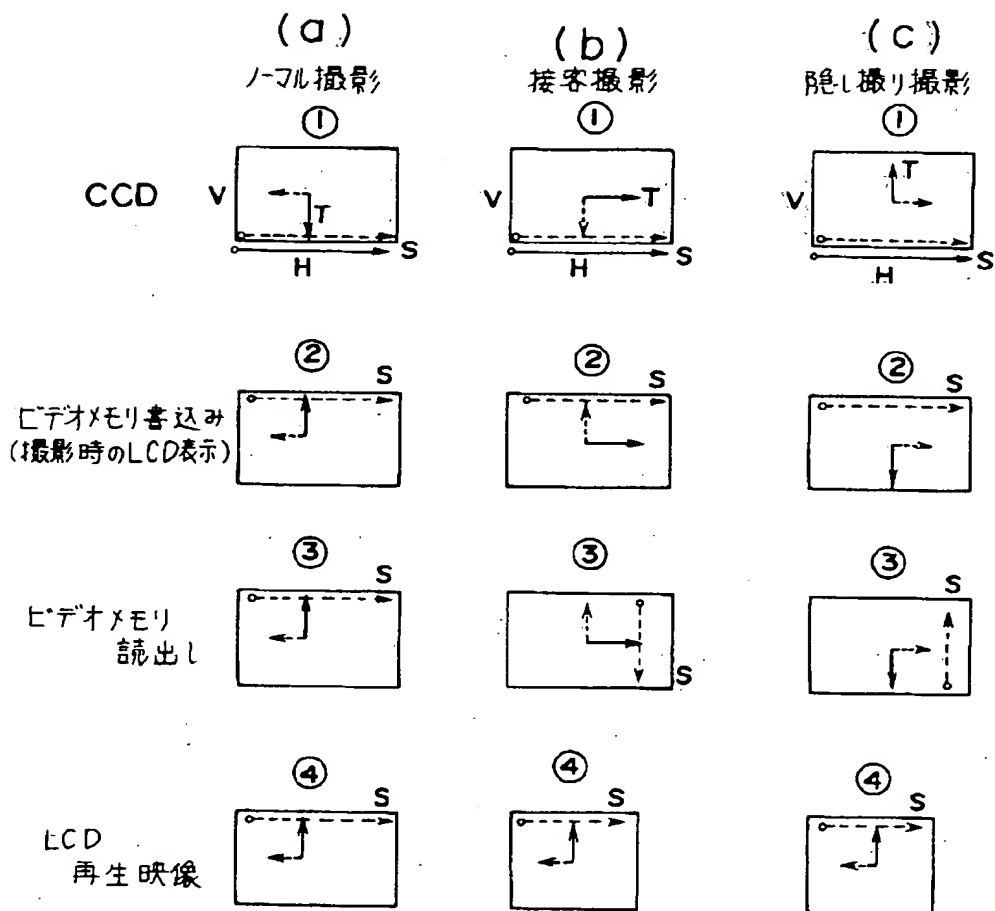 (a) (b) (c)
ノーマル撮影 接客撮影 隠し撮り撮影
① ① ①
CCD V T V T V T
H S H S H S
② ② ②
S S S
ビデオメモリ書込み
(撮影時のLCD表示)
③ ③ ③
S S
ビデオメモリ
読出し
S
④ ④ ④
S S S
LCD
再生映像